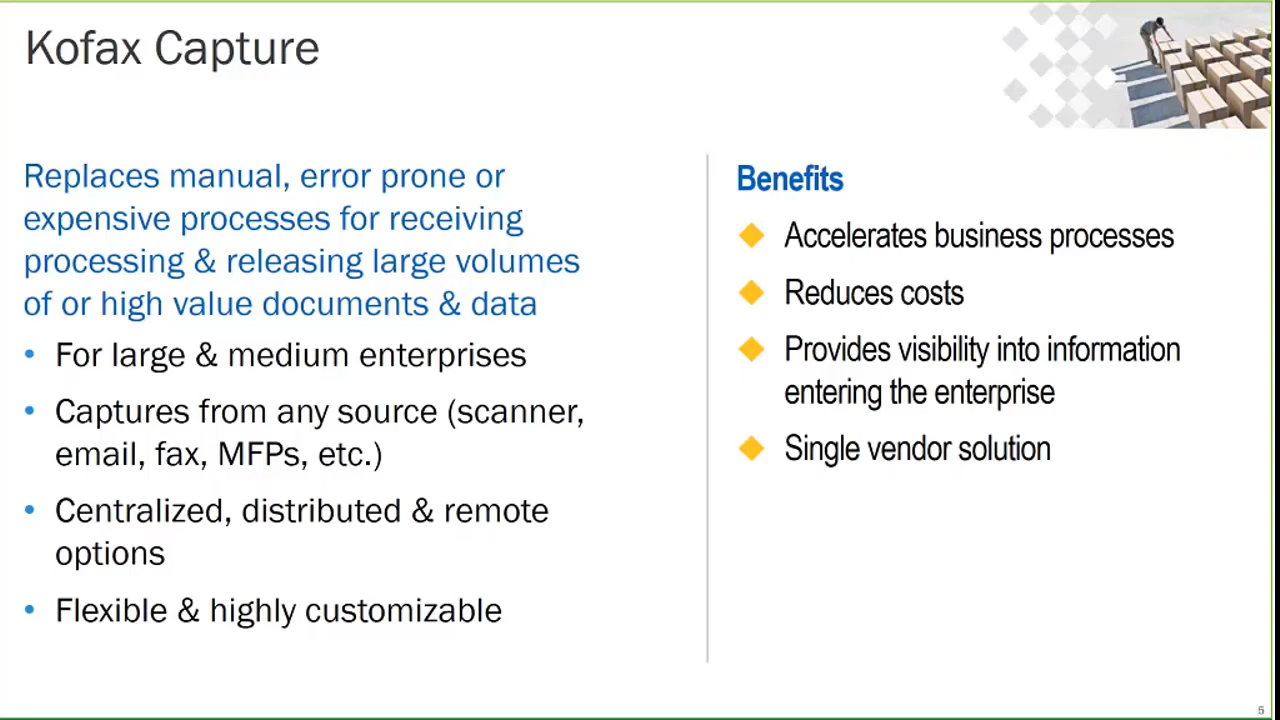 Kofax Capture
Replaces manual, error prone or
expensive processes for receiving
processing & releasing large volumes
of or high value documents & data
• For large & medium enterprises
• Captures from any source (scanner,
email, fax, MFPs, etc.)
• Centralized, distributed & remote
options
• Flexible & highly customizable
Benefits
Accelerates business processes
Reduces costs
Provides visibility into information
entering the enterprise
Single vendor solution
5